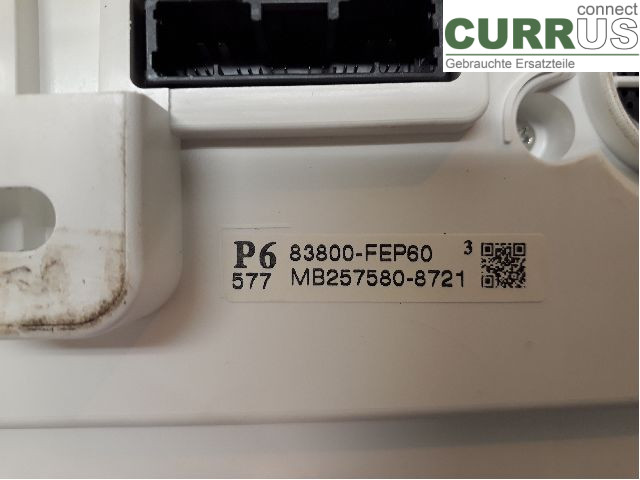 connect
CURRUS
Gebrauchte Ersatzteile
P6 83800-FEP60 3
577 MB257580-8721